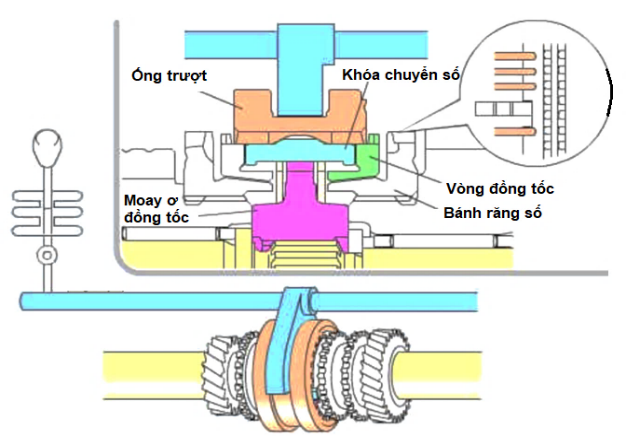 Ống trượt
Khóa chuyển số
Vòng đồng tốc
Bánh răng số
Moay ơ
đồng tốc